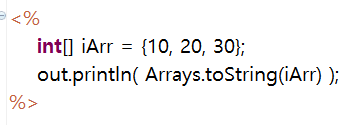 <%
int[] iArr = {10, 20, 30};
out.println( Arrays.toString(iArr) );
%>